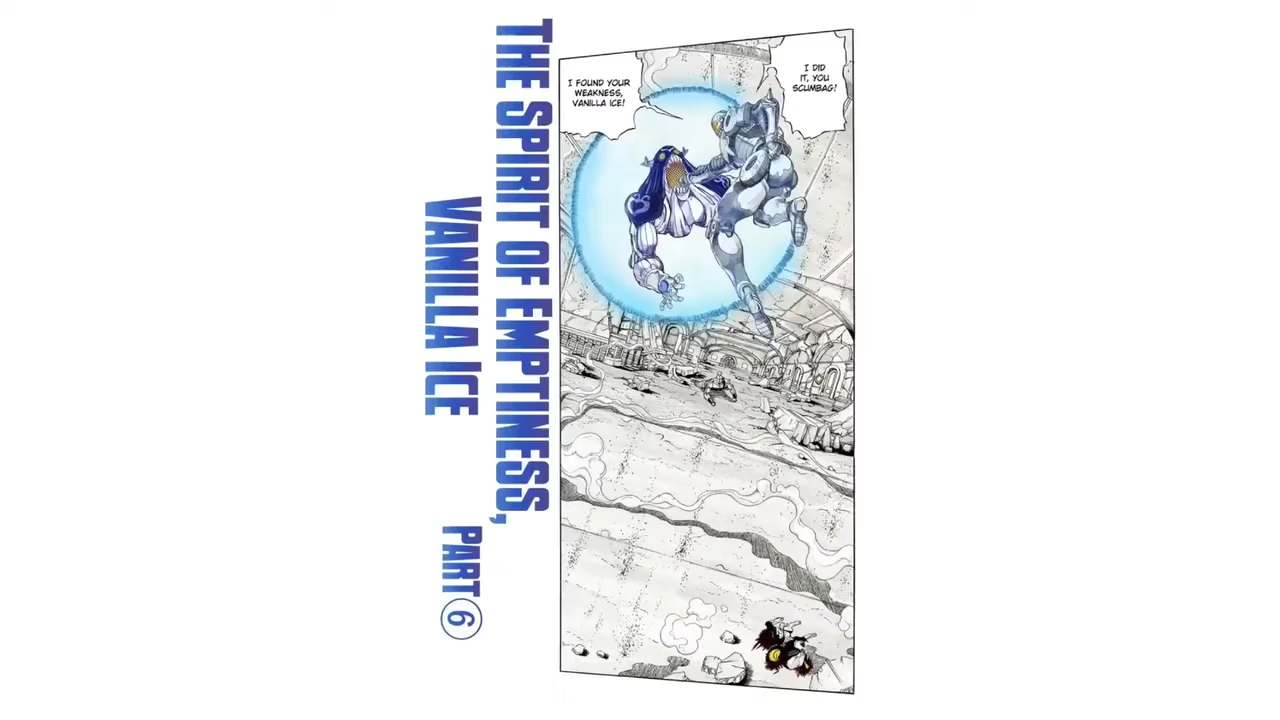 THE SPIRIT OF EMPTINESS,
VANILLA ICE
PART 6
I DID
IT, YOU
SCUMBAG!
I FOUND YOUR
WEAKNESS,
VANILLA ICE!